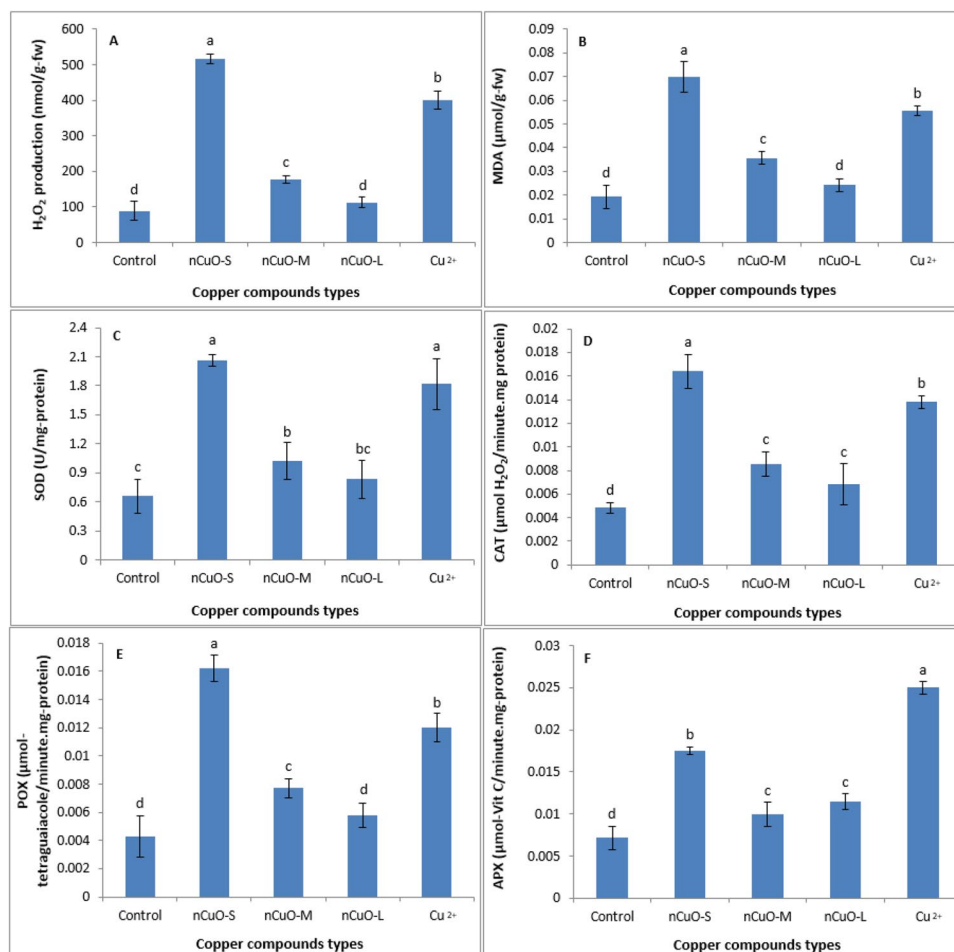 A
H₂O₂ production (nmol/g-fw)
600
500
400
300
200
100
0
d
a
c
d
b
Control nCuO-S nCuO-M nCuO-L Cu ²⁺
Copper compounds types
B
MDA (µmol/g-fw)
0.09
0.08
0.07
0.06
0.05
0.04
0.03
0.02
0.01
0
d
a
c
d
b
Control nCuO-S nCuO-M nCuO-L Cu ²⁺
Copper compounds types
C
SOD (U/mg-protein)
2.4
2.1
1.8
1.5
1.2
0.9
0.6
0.3
0
c
a
b
bc
a
Control nCuO-S nCuO-M nCuO-L Cu ²⁺
Copper compounds types
D
CAT (µmol H₂O₂/minute.mg protein)
0.02
0.018
0.016
0.014
0.012
0.01
0.008
0.006
0.004
0.002
0
d
a
c
c
b
Control nCuO-S nCuO-M nCuO-L Cu ²⁺
Copper compounds types
E
POX (µmol-
tetraguaiacole/minute.mg-protein)
0.018
0.016
0.014
0.012
0.01
0.008
0.006
0.004
0.002
0
d
a
c
d
b
Control nCuO-S nCuO-M nCuO-L Cu ²⁺
Copper compounds types
F
APX (µmol-Vit C/minute.mg-protein)
0.03
0.025
0.02
0.015
0.01
0.005
0
d
b
c
c
a
Control nCuO-S nCuO-M nCuO-L Cu ²⁺
Copper compounds types